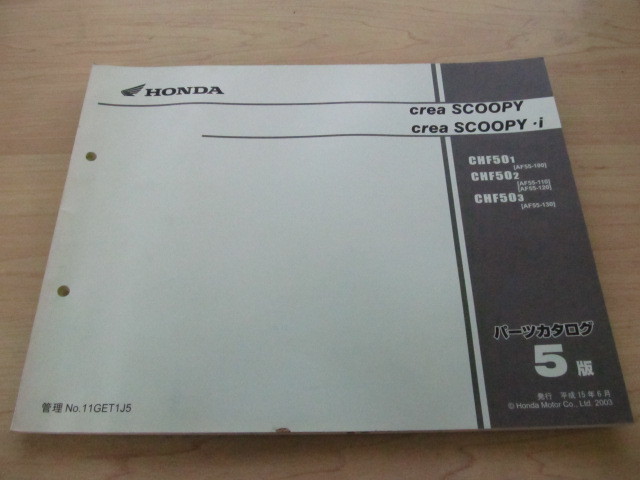 HONDA
crea SCOOPY
crea SCOOPY・i
CHF501
[AF55-100]
CHF502
[AF55-110]
[AF55-120]
CHF503
[AF55-130]
パーツカタログ
5版
発行 平成15年6月
© Honda Motor Co., Ltd. 2003
管理 No.11GET1J5